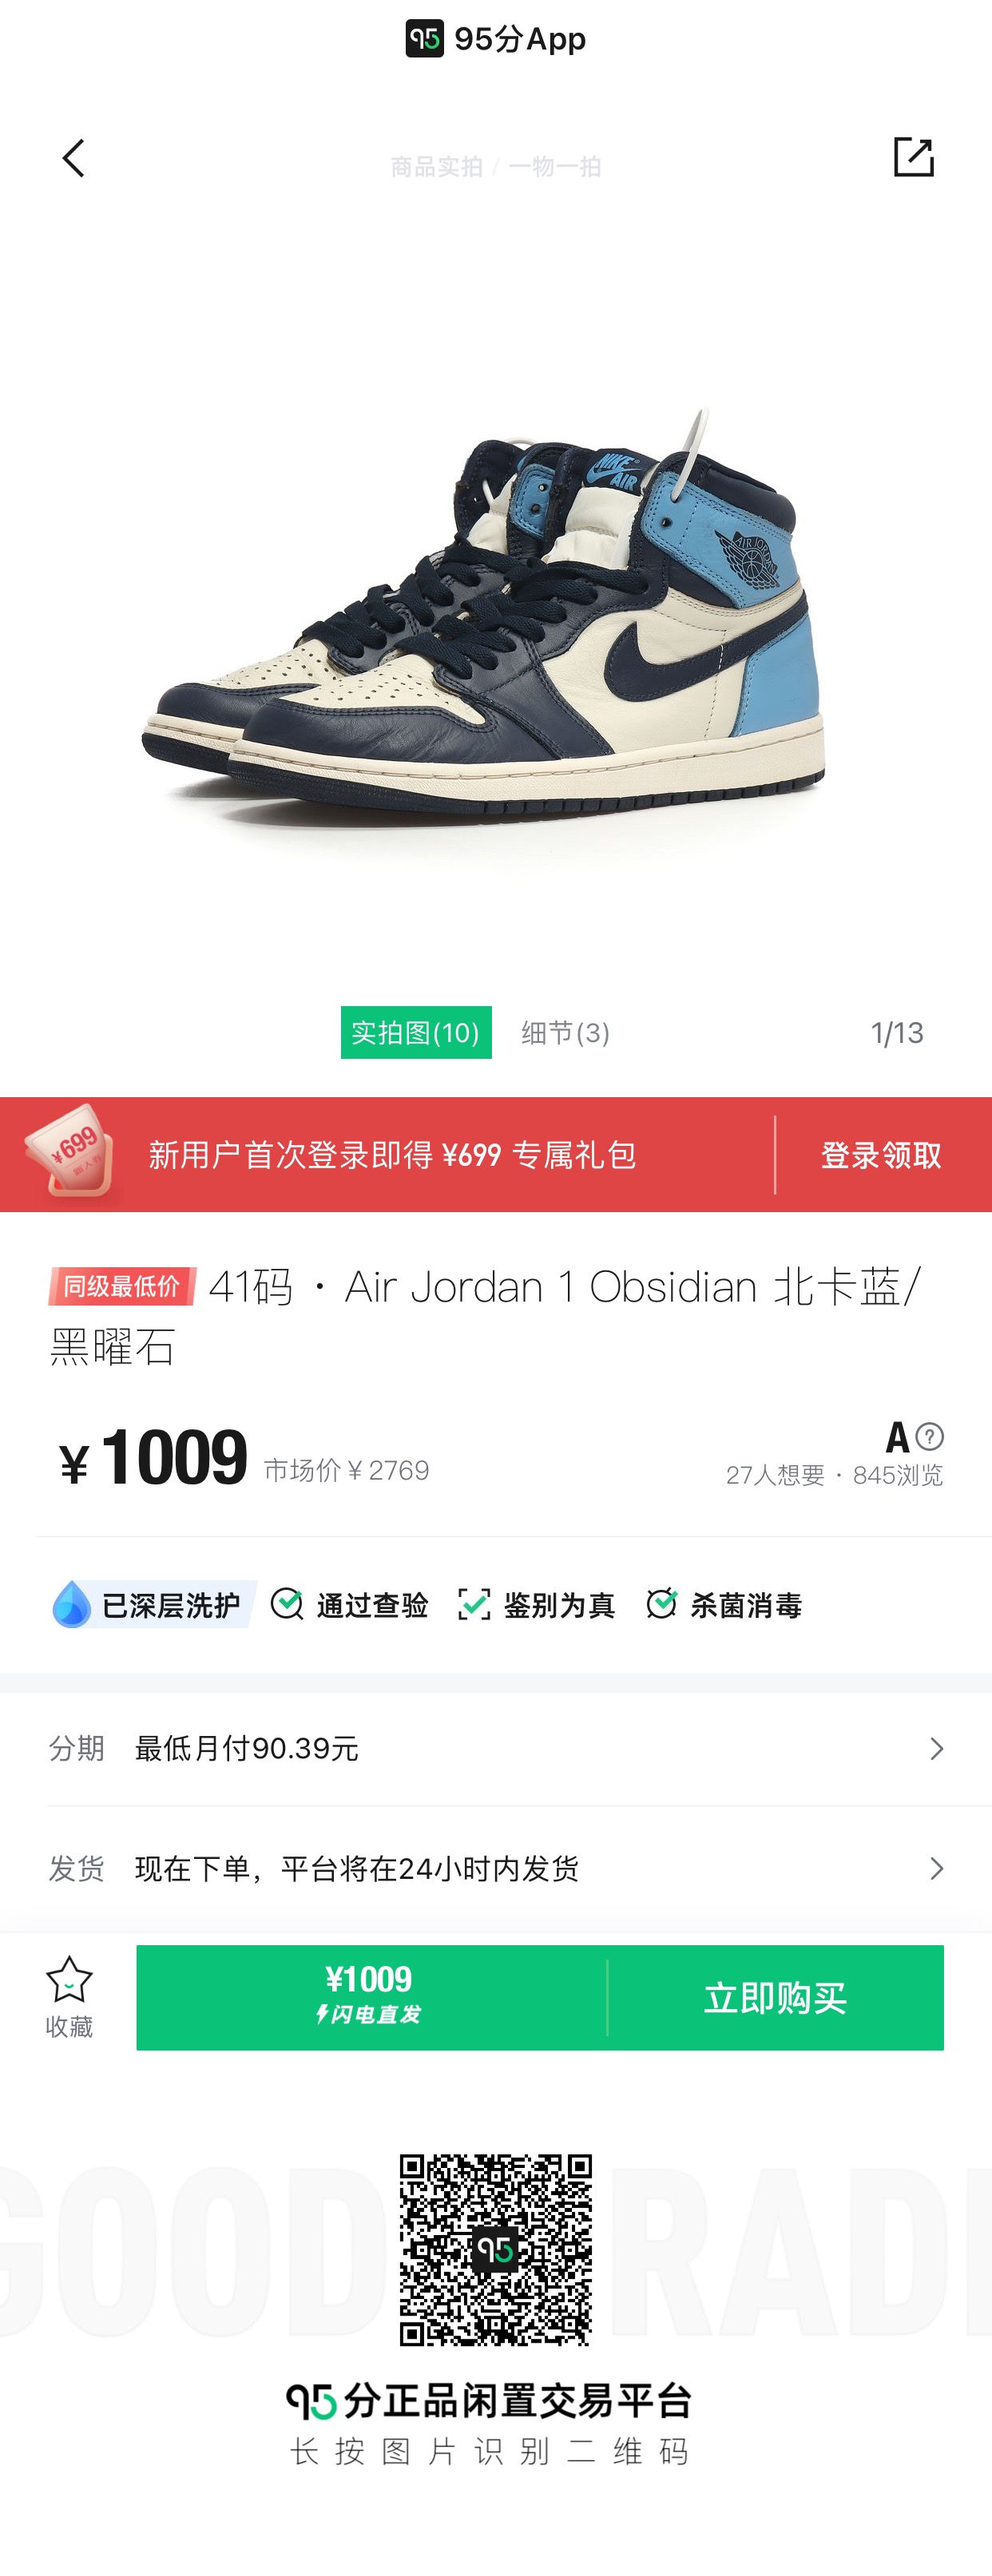 95 95分App
商品实拍 / 一物一拍
NIKE
AIR
AIR JORDAN
实拍图(10) 细节(3) 1/13
¥699
新用户首次登录即得 ¥699 专属礼包 登录领取
同级最低价 41码 · Air Jordan 1 Obsidian 北卡蓝/
黑曜石
¥1009 市场价¥2769
A ?
27人想要 · 845浏览
已深层洗护 通过查验 鉴别为真 杀菌消毒
分期 最低月付90.39元
发货 现在下单，平台将在24小时内发货
收藏
¥1009
闪电直发
立即购买
GOOD RAD
95
95分正品闲置交易平台
长按图片识别二维码